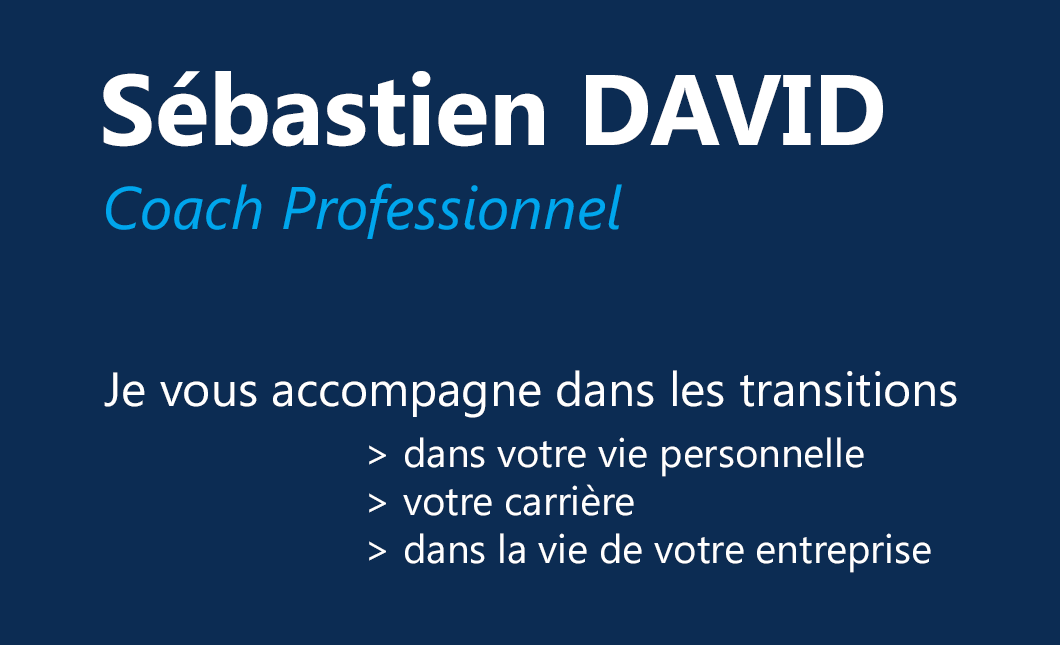 Sébastien DAVID
Coach Professionnel
Je vous accompagne dans les transitions
> dans votre vie personnelle
> votre carrière
> dans la vie de votre entreprise